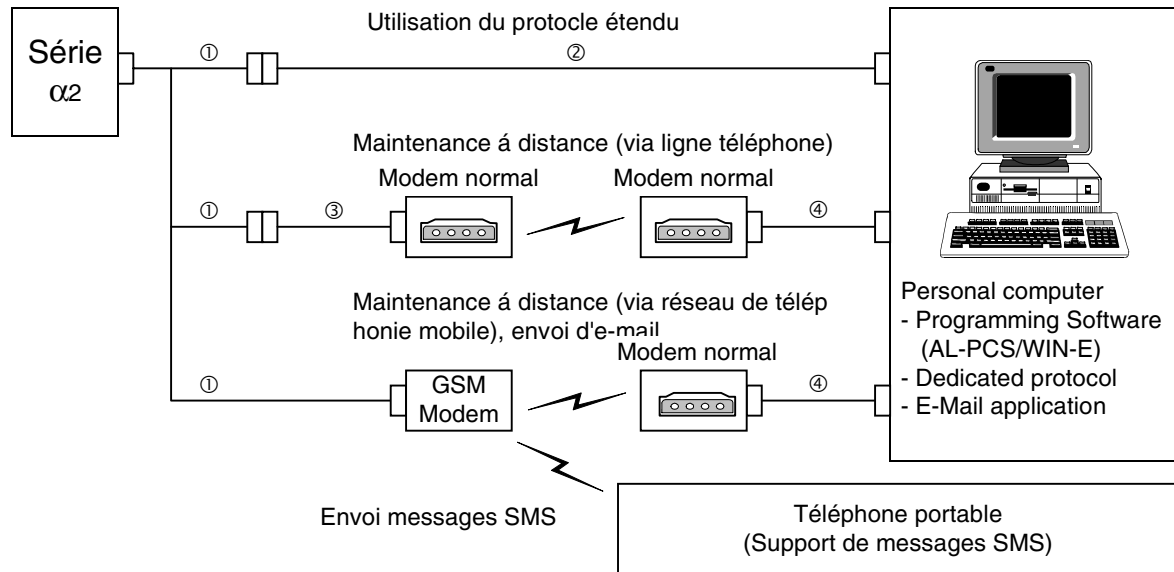 Utilisation du protocle étendu
Série
α2
①
②
Maintenance á distance (via ligne téléphone)
Modem normal
Modem normal
①
③
④
Maintenance á distance (via réseau de télép
honie mobile), envoi d'e-mail
Modem normal
①
GSM
Modem
④
Personal computer
- Programming Software
(AL-PCS/WIN-E)
- Dedicated protocol
- E-Mail application
Envoi messages SMS
Téléphone portable
(Support de messages SMS)